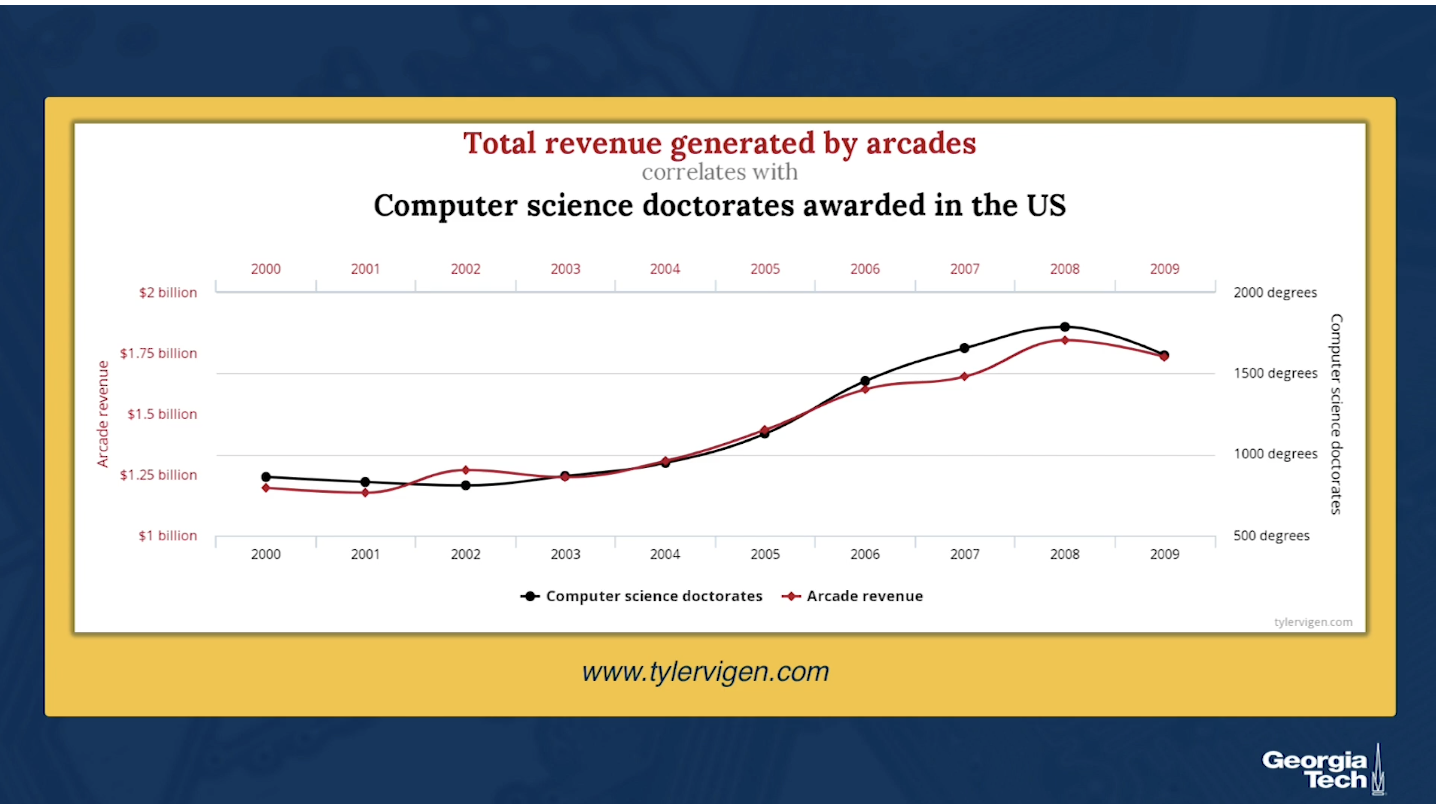 Total revenue generated by arcades
correlates with
Computer science doctorates awarded in the US
2000 2001 2002 2003 2004 2005 2006 2007 2008 2009
$2 billion
$1.75 billion
$1.5 billion
$1.25 billion
$1 billion
Arcade revenue
2000 degrees
1500 degrees
1000 degrees
500 degrees
Computer science doctorates
2000 2001 2002 2003 2004 2005 2006 2007 2008 2009
Computer science doctorates Arcade revenue
tylervigen.com
www.tylervigen.com
Georgia
Tech